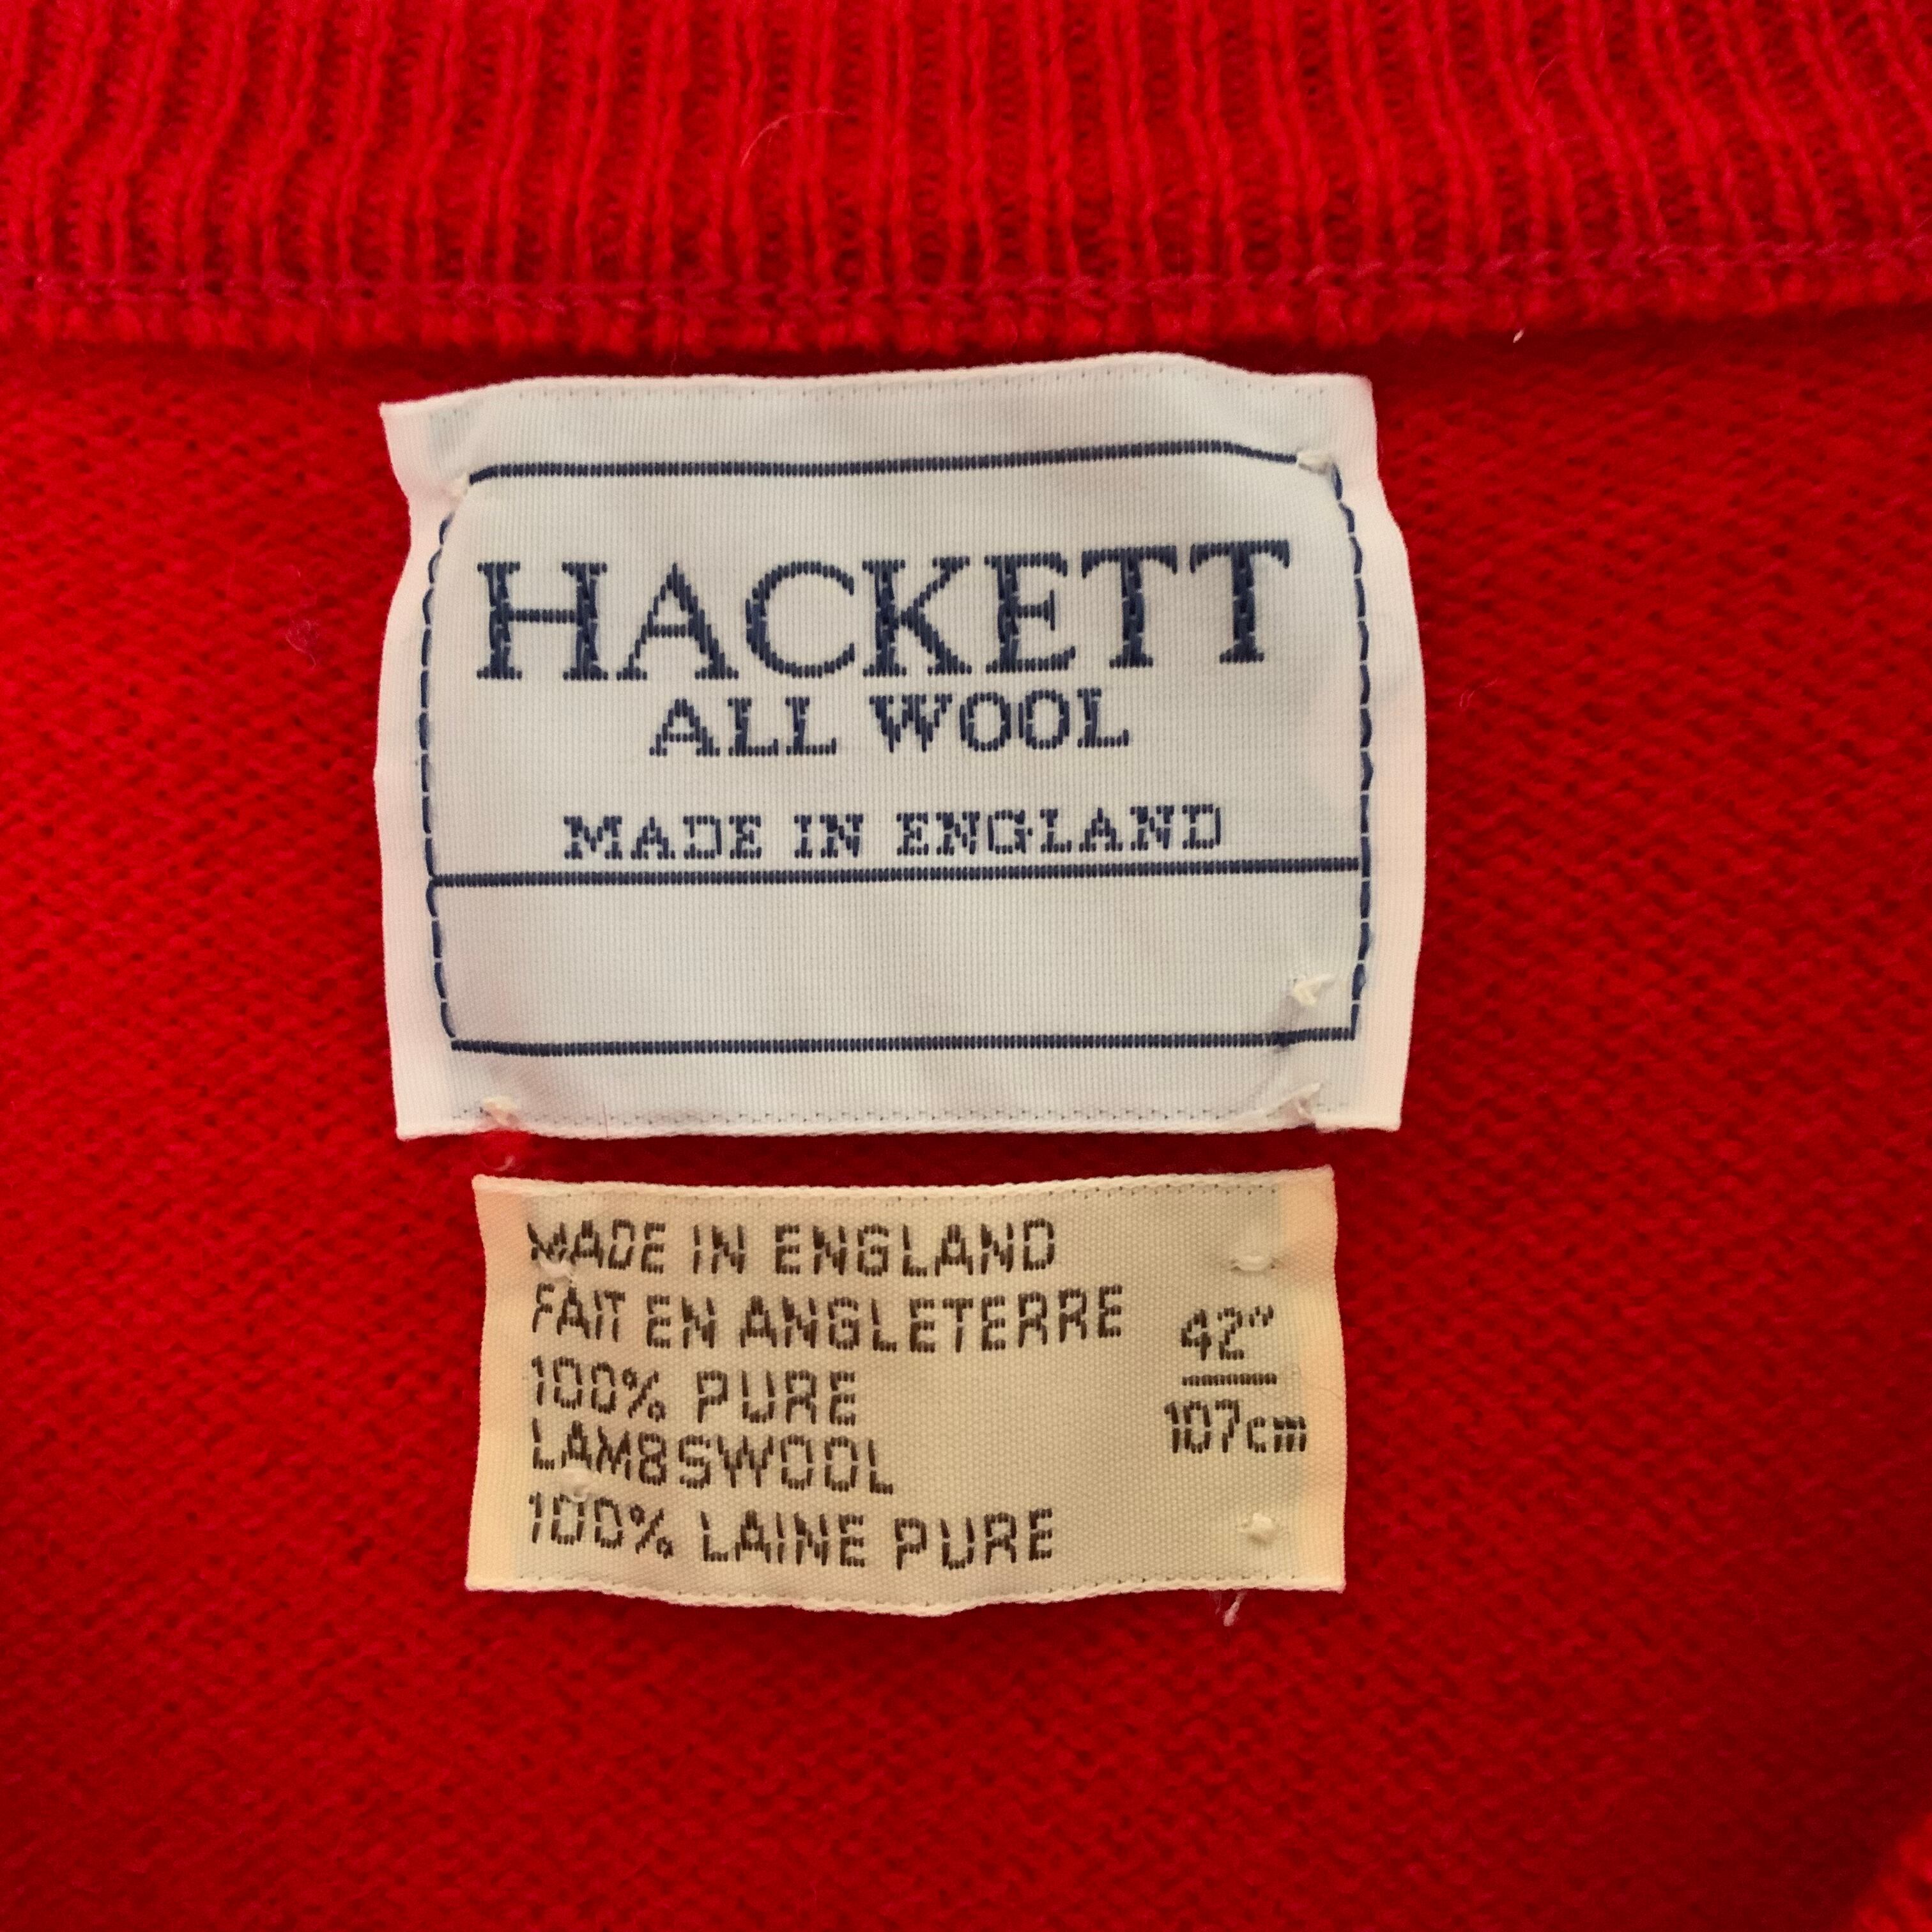 HACKETT
ALL WOOL
MADE IN ENGLAND
MADE IN ENGLAND
FAIT EN ANGLETERRE
100% PURE
LAMBSWOOL
100% LAINE PURE
42"
107cm